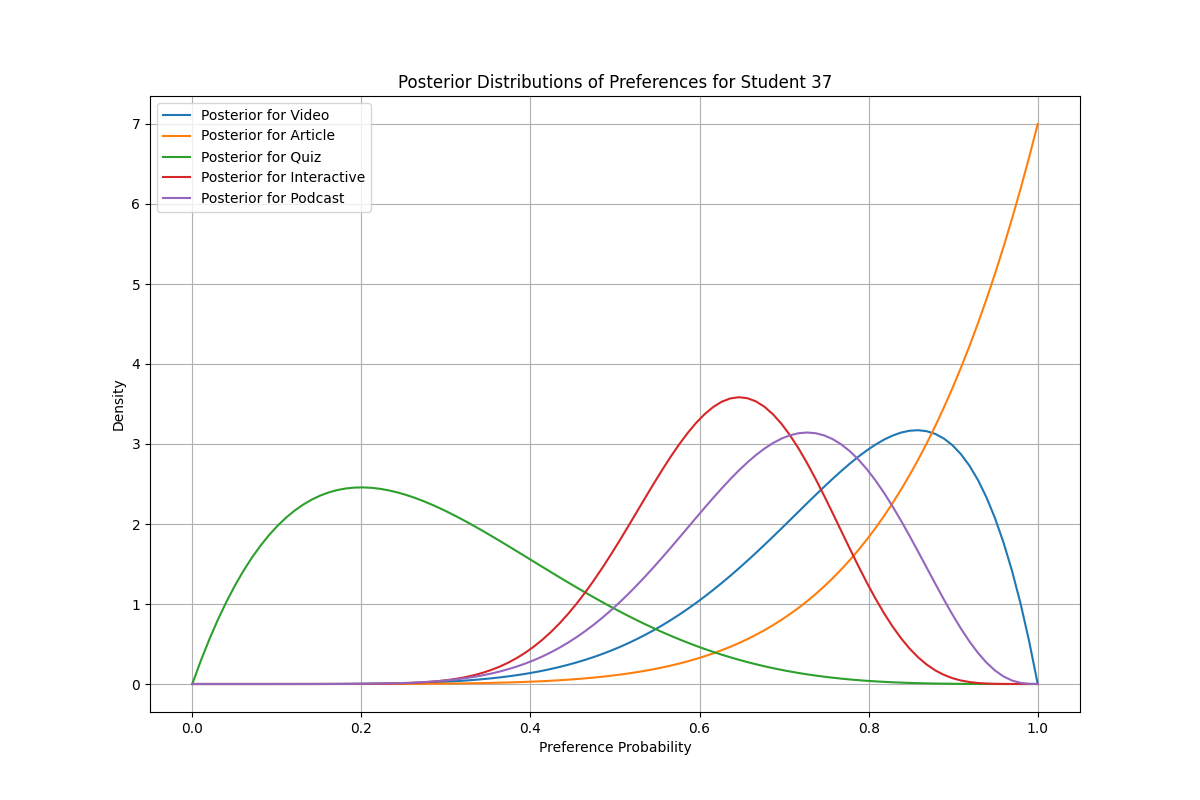 Posterior Distributions of Preferences for Student 37
Posterior for Video
Posterior for Article
Posterior for Quiz
Posterior for Interactive
Posterior for Podcast
7
6
5
4
3
2
1
0
Density
0.0 0.2 0.4 0.6 0.8 1.0
Preference Probability